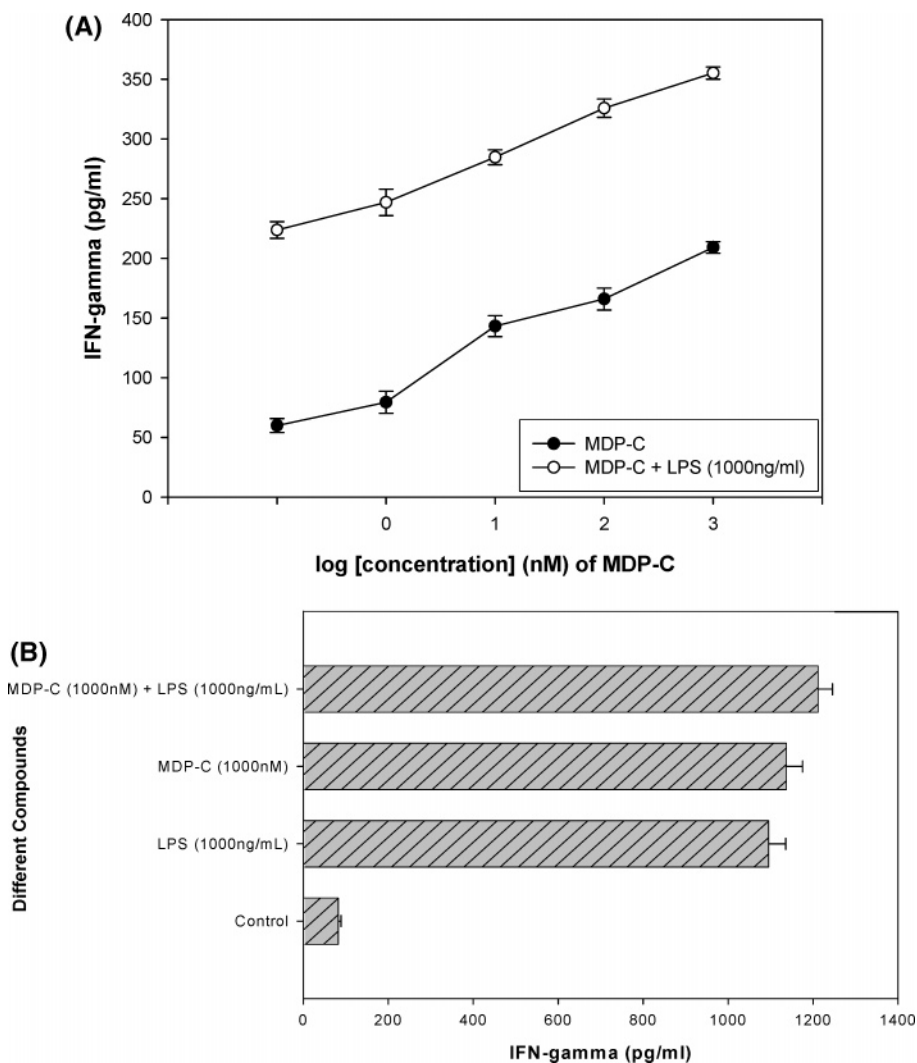 (A)
400
350
300
250
200
150
100
50
0
IFN-gamma (pg/ml)
MDP-C
MDP-C + LPS (1000ng/ml)
0 1 2 3
log [concentration] (nM) of MDP-C
(B)
Different Compounds
MDP-C (1000nM) + LPS (1000ng/mL)
MDP-C (1000nM)
LPS (1000ng/mL)
Control
0 200 400 600 800 1000 1200 1400
IFN-gamma (pg/ml)